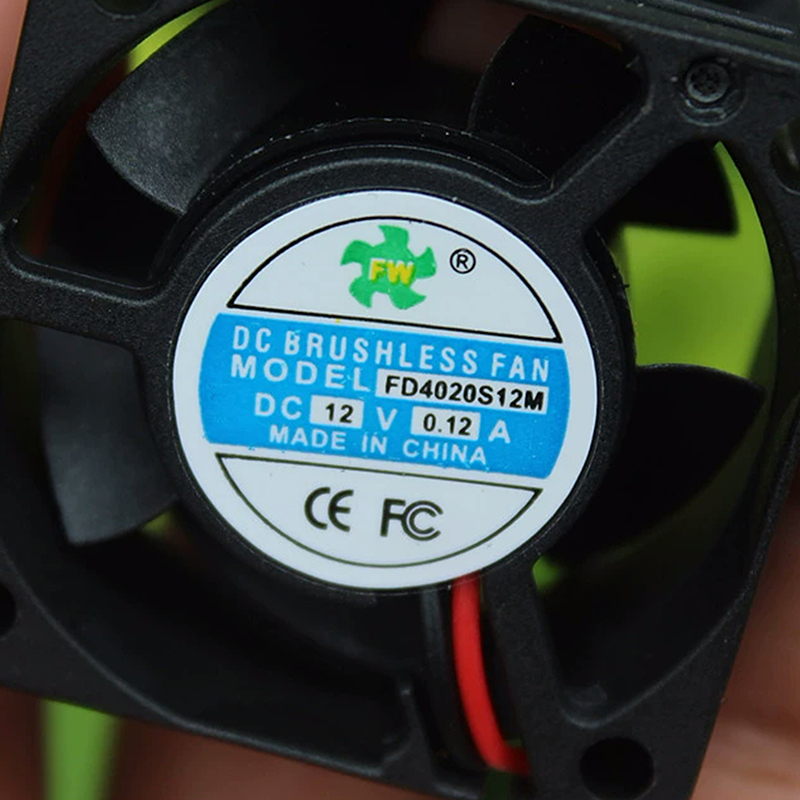 FW ®
DC BRUSHLESS FAN
MODEL FD4020S12M
DC 12 V 0.12 A
MADE IN CHINA
CE FC